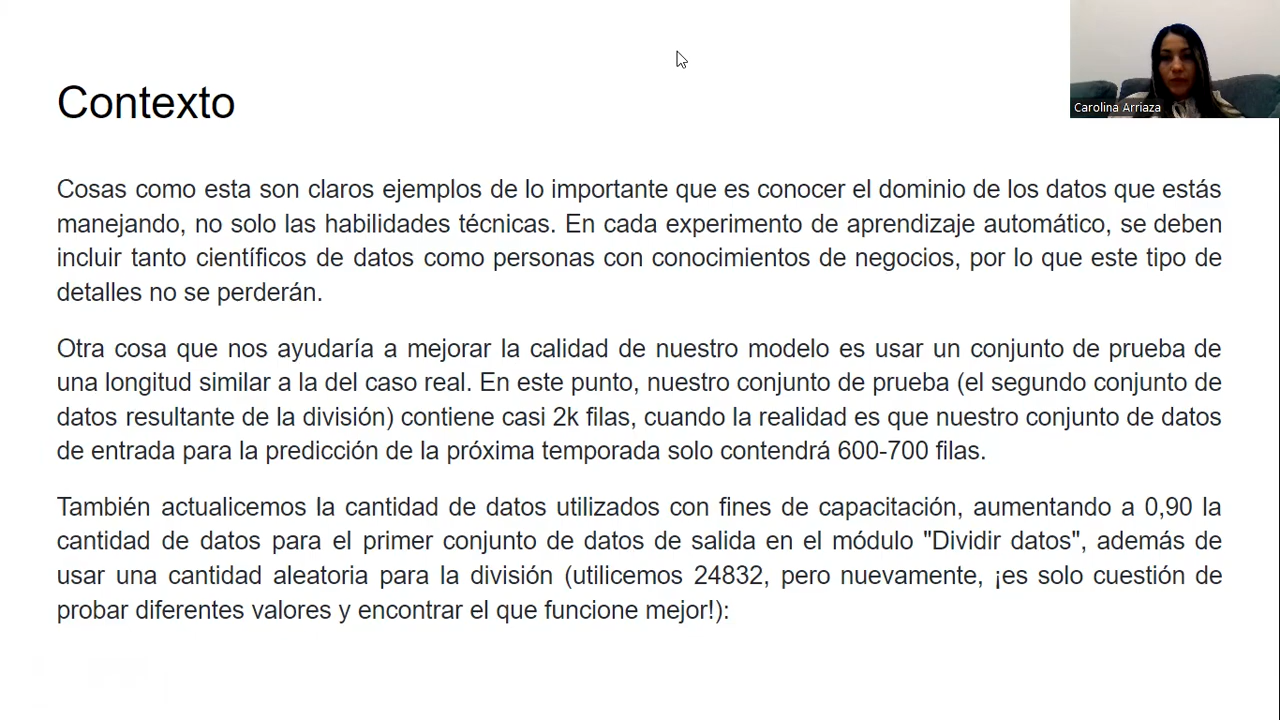 Contexto
Carolina Arriaza
Cosas como esta son claros ejemplos de lo importante que es conocer el dominio de los datos que estás
manejando, no solo las habilidades técnicas. En cada experimento de aprendizaje automático, se deben
incluir tanto científicos de datos como personas con conocimientos de negocios, por lo que este tipo de
detalles no se perderán.
Otra cosa que nos ayudaría a mejorar la calidad de nuestro modelo es usar un conjunto de prueba de
una longitud similar a la del caso real. En este punto, nuestro conjunto de prueba (el segundo conjunto de
datos resultante de la división) contiene casi 2k filas, cuando la realidad es que nuestro conjunto de datos
de entrada para la predicción de la próxima temporada solo contendrá 600-700 filas.
También actualicemos la cantidad de datos utilizados con fines de capacitación, aumentando a 0,90 la
cantidad de datos para el primer conjunto de datos de salida en el módulo "Dividir datos", además de
usar una cantidad aleatoria para la división (utilicemos 24832, pero nuevamente, ¡es solo cuestión de
probar diferentes valores y encontrar el que funcione mejor!):